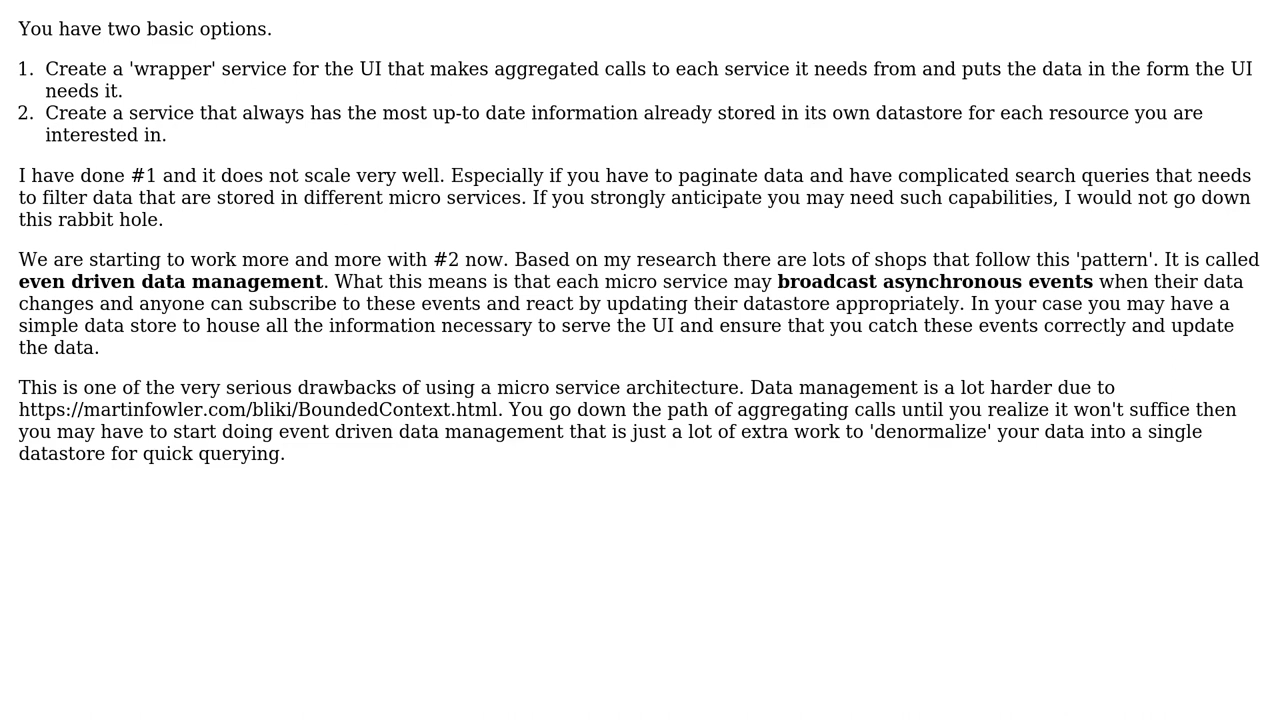 You have two basic options.
1. Create a 'wrapper' service for the UI that makes aggregated calls to each service it needs from and puts the data in the form the UI
needs it.
2. Create a service that always has the most up-to date information already stored in its own datastore for each resource you are
interested in.
I have done #1 and it does not scale very well. Especially if you have to paginate data and have complicated search queries that needs
to filter data that are stored in different micro services. If you strongly anticipate you may need such capabilities, I would not go down
this rabbit hole.
We are starting to work more and more with #2 now. Based on my research there are lots of shops that follow this 'pattern'. It is called
even driven data management. What this means is that each micro service may broadcast asynchronous events when their data
changes and anyone can subscribe to these events and react by updating their datastore appropriately. In your case you may have a
simple data store to house all the information necessary to serve the UI and ensure that you catch these events correctly and update
the data.
This is one of the very serious drawbacks of using a micro service architecture. Data management is a lot harder due to
https://martinfowler.com/bliki/BoundedContext.html. You go down the path of aggregating calls until you realize it won't suffice then
you may have to start doing event driven data management that is just a lot of extra work to 'denormalize' your data into a single
datastore for quick querying.